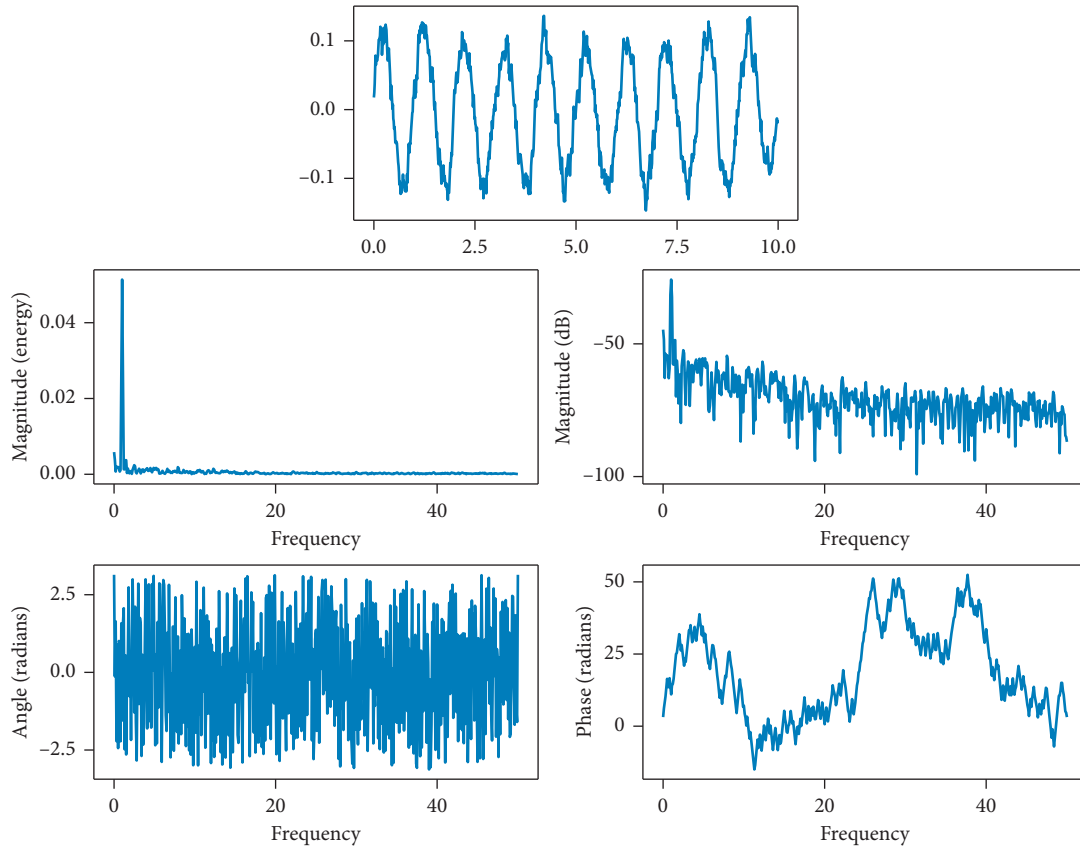 0.1
0.0
−0.1
0.0 2.5 5.0 7.5 10.0
Magnitude (energy)
0.04
0.02
0.00
0 20 40
Frequency
Magnitude (dB)
−50
−100
0 20 40
Frequency
Angle (radians)
2.5
0.0
−2.5
0 20 40
Frequency
Phase (radians)
50
25
0
0 20 40
Frequency